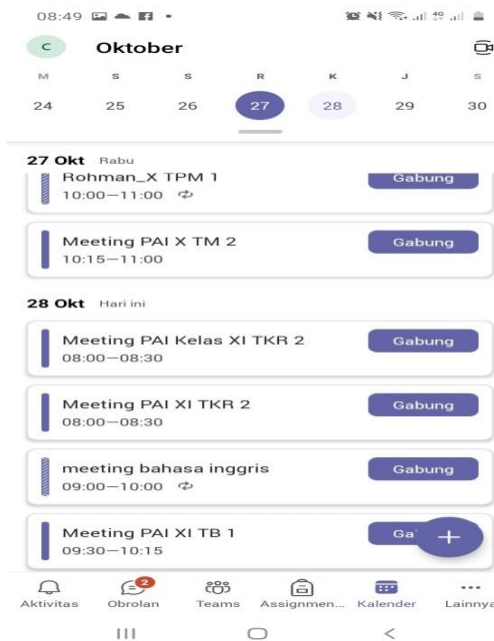 08:49
4G
C
Oktober
M S S R K J S
24 25 26 27 28 29 30
27 Okt Rabu
Rohman_X TPM 1
Gabung
10:00—11:00
Meeting PAI X TM 2
Gabung
10:15—11:00
28 Okt Hari ini
Meeting PAI Kelas XI TKR 2
Gabung
08:00—08:30
Meeting PAI XI TKR 2
Gabung
08:00—08:30
meeting bahasa inggris
Gabung
09:00—10:00
Meeting PAI XI TB 1
Ga
+
09:30—10:15
2
Aktivitas Obrolan Teams Assignmen... Kalender Lainnya